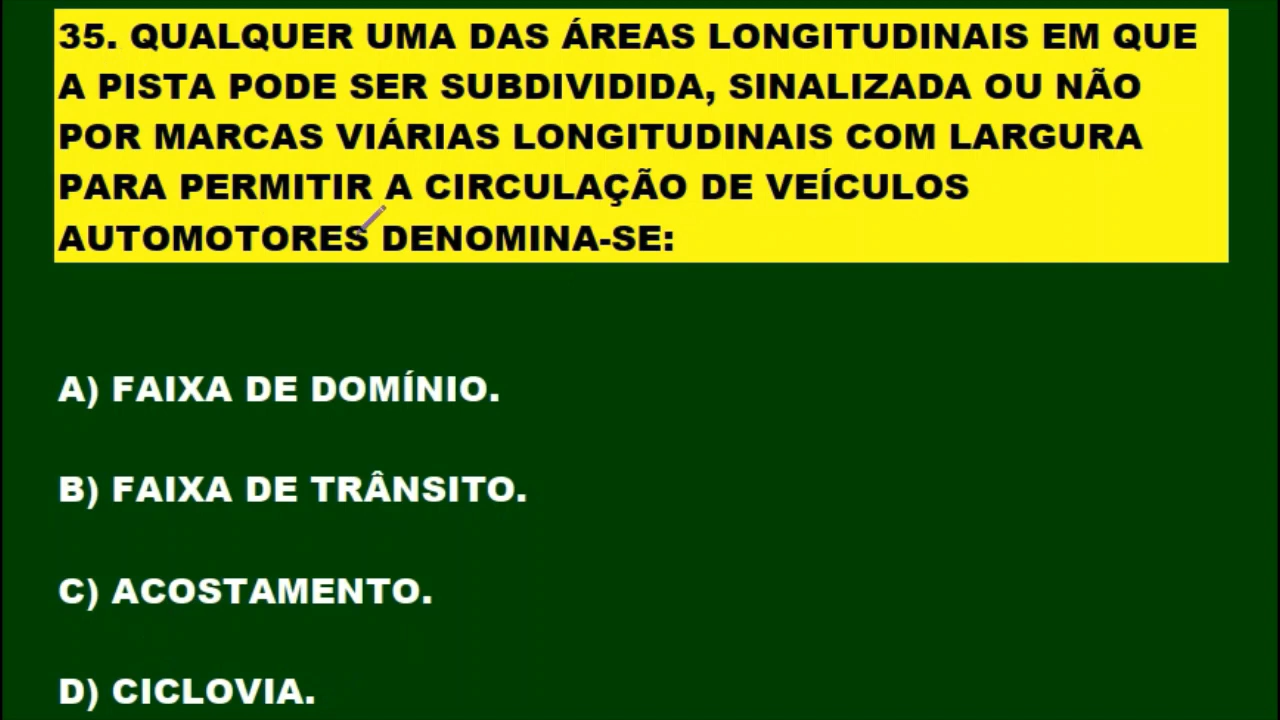 35. QUALQUER UMA DAS ÁREAS LONGITUDINAIS EM QUE
A PISTA PODE SER SUBDIVIDIDA, SINALIZADA OU NÃO
POR MARCAS VIÁRIAS LONGITUDINAIS COM LARGURA
PARA PERMITIR A CIRCULAÇÃO DE VEÍCULOS
AUTOMOTORES DENOMINA-SE:
A) FAIXA DE DOMÍNIO.
B) FAIXA DE TRÂNSITO.
C) ACOSTAMENTO.
D) CICLOVIA.